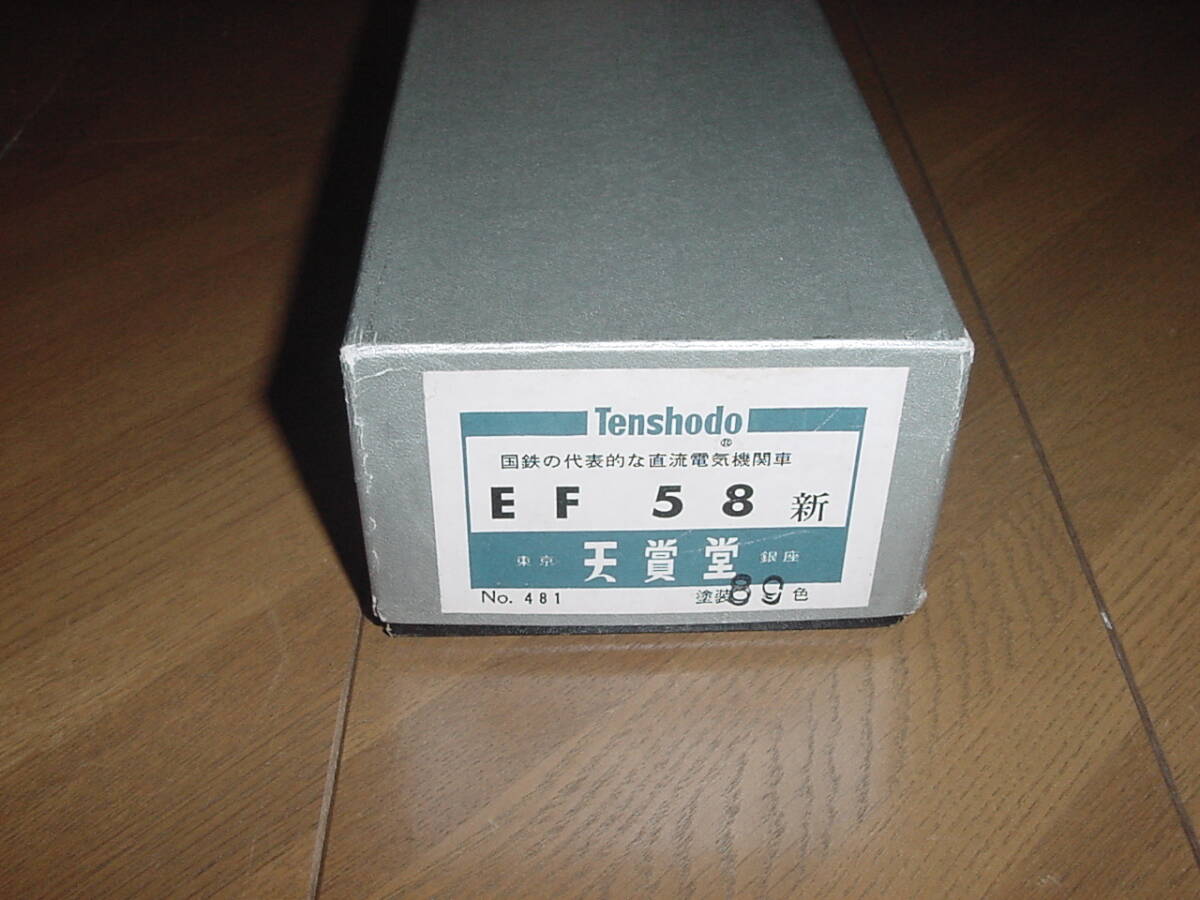 Tenshodo®
国鉄の代表的な直流電気機関車
EF 58 新
東京 天賞堂 銀座
No. 481 塗装 89 色